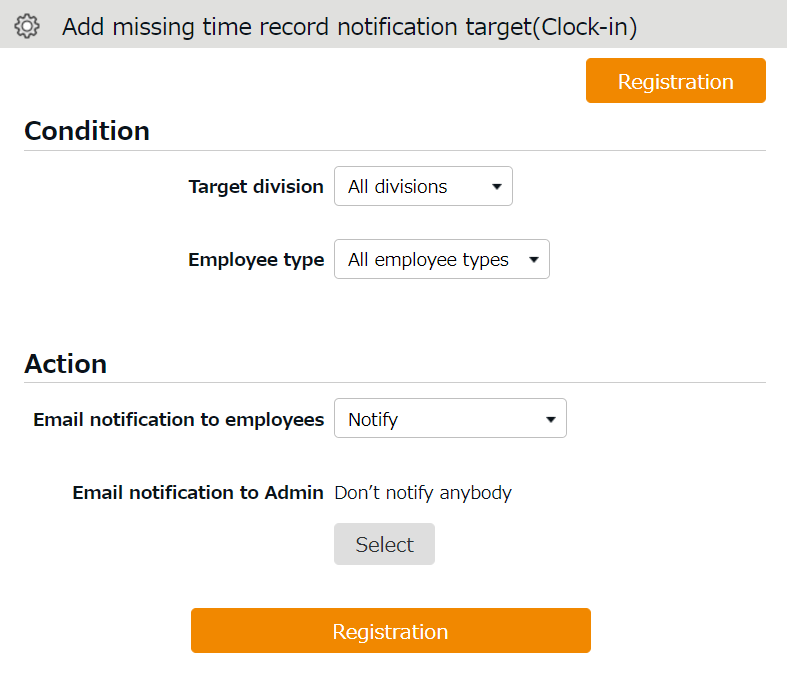 Add missing time record notification target(Clock-in)
Registration
Condition
Target division All divisions
Employee type All employee types
Action
Email notification to employees Notify
Email notification to Admin Don’t notify anybody
Select
Registration